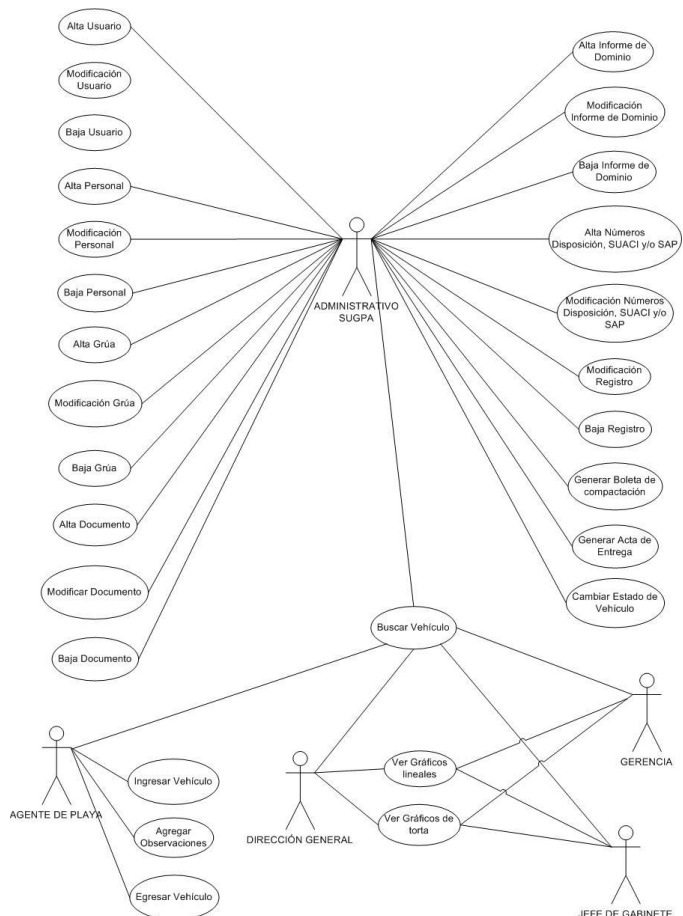 Alta Usuario
Modificación
Usuario
Baja Usuario
Alta Personal
Modificación
Personal
Baja Personal
Alta Grúa
Modificación Grúa
Baja Grúa
Alta Documento
Modificar Documento
Baja Documento
ADMINISTRATIVO
SUGPA
Alta Informe de
Dominio
Modificación
Informe de Dominio
Baja Informe de
Dominio
Alta Números
Disposición, SUACI y/o SAP
Modificación Números
Disposición, SUACI y/o
SAP
Modificación
Registro
Baja Registro
Generar Boleta de
compactación
Generar Acta de
Entrega
Cambiar Estado de
Vehículo
Buscar Vehículo
AGENTE DE PLAYA
Ingresar Vehículo
Agregar
Observaciones
Egresar Vehículo
DIRECCIÓN GENERAL
Ver Gráficos
lineales
Ver Gráficos de
torta
GERENCIA
JEFE DE GABINETE